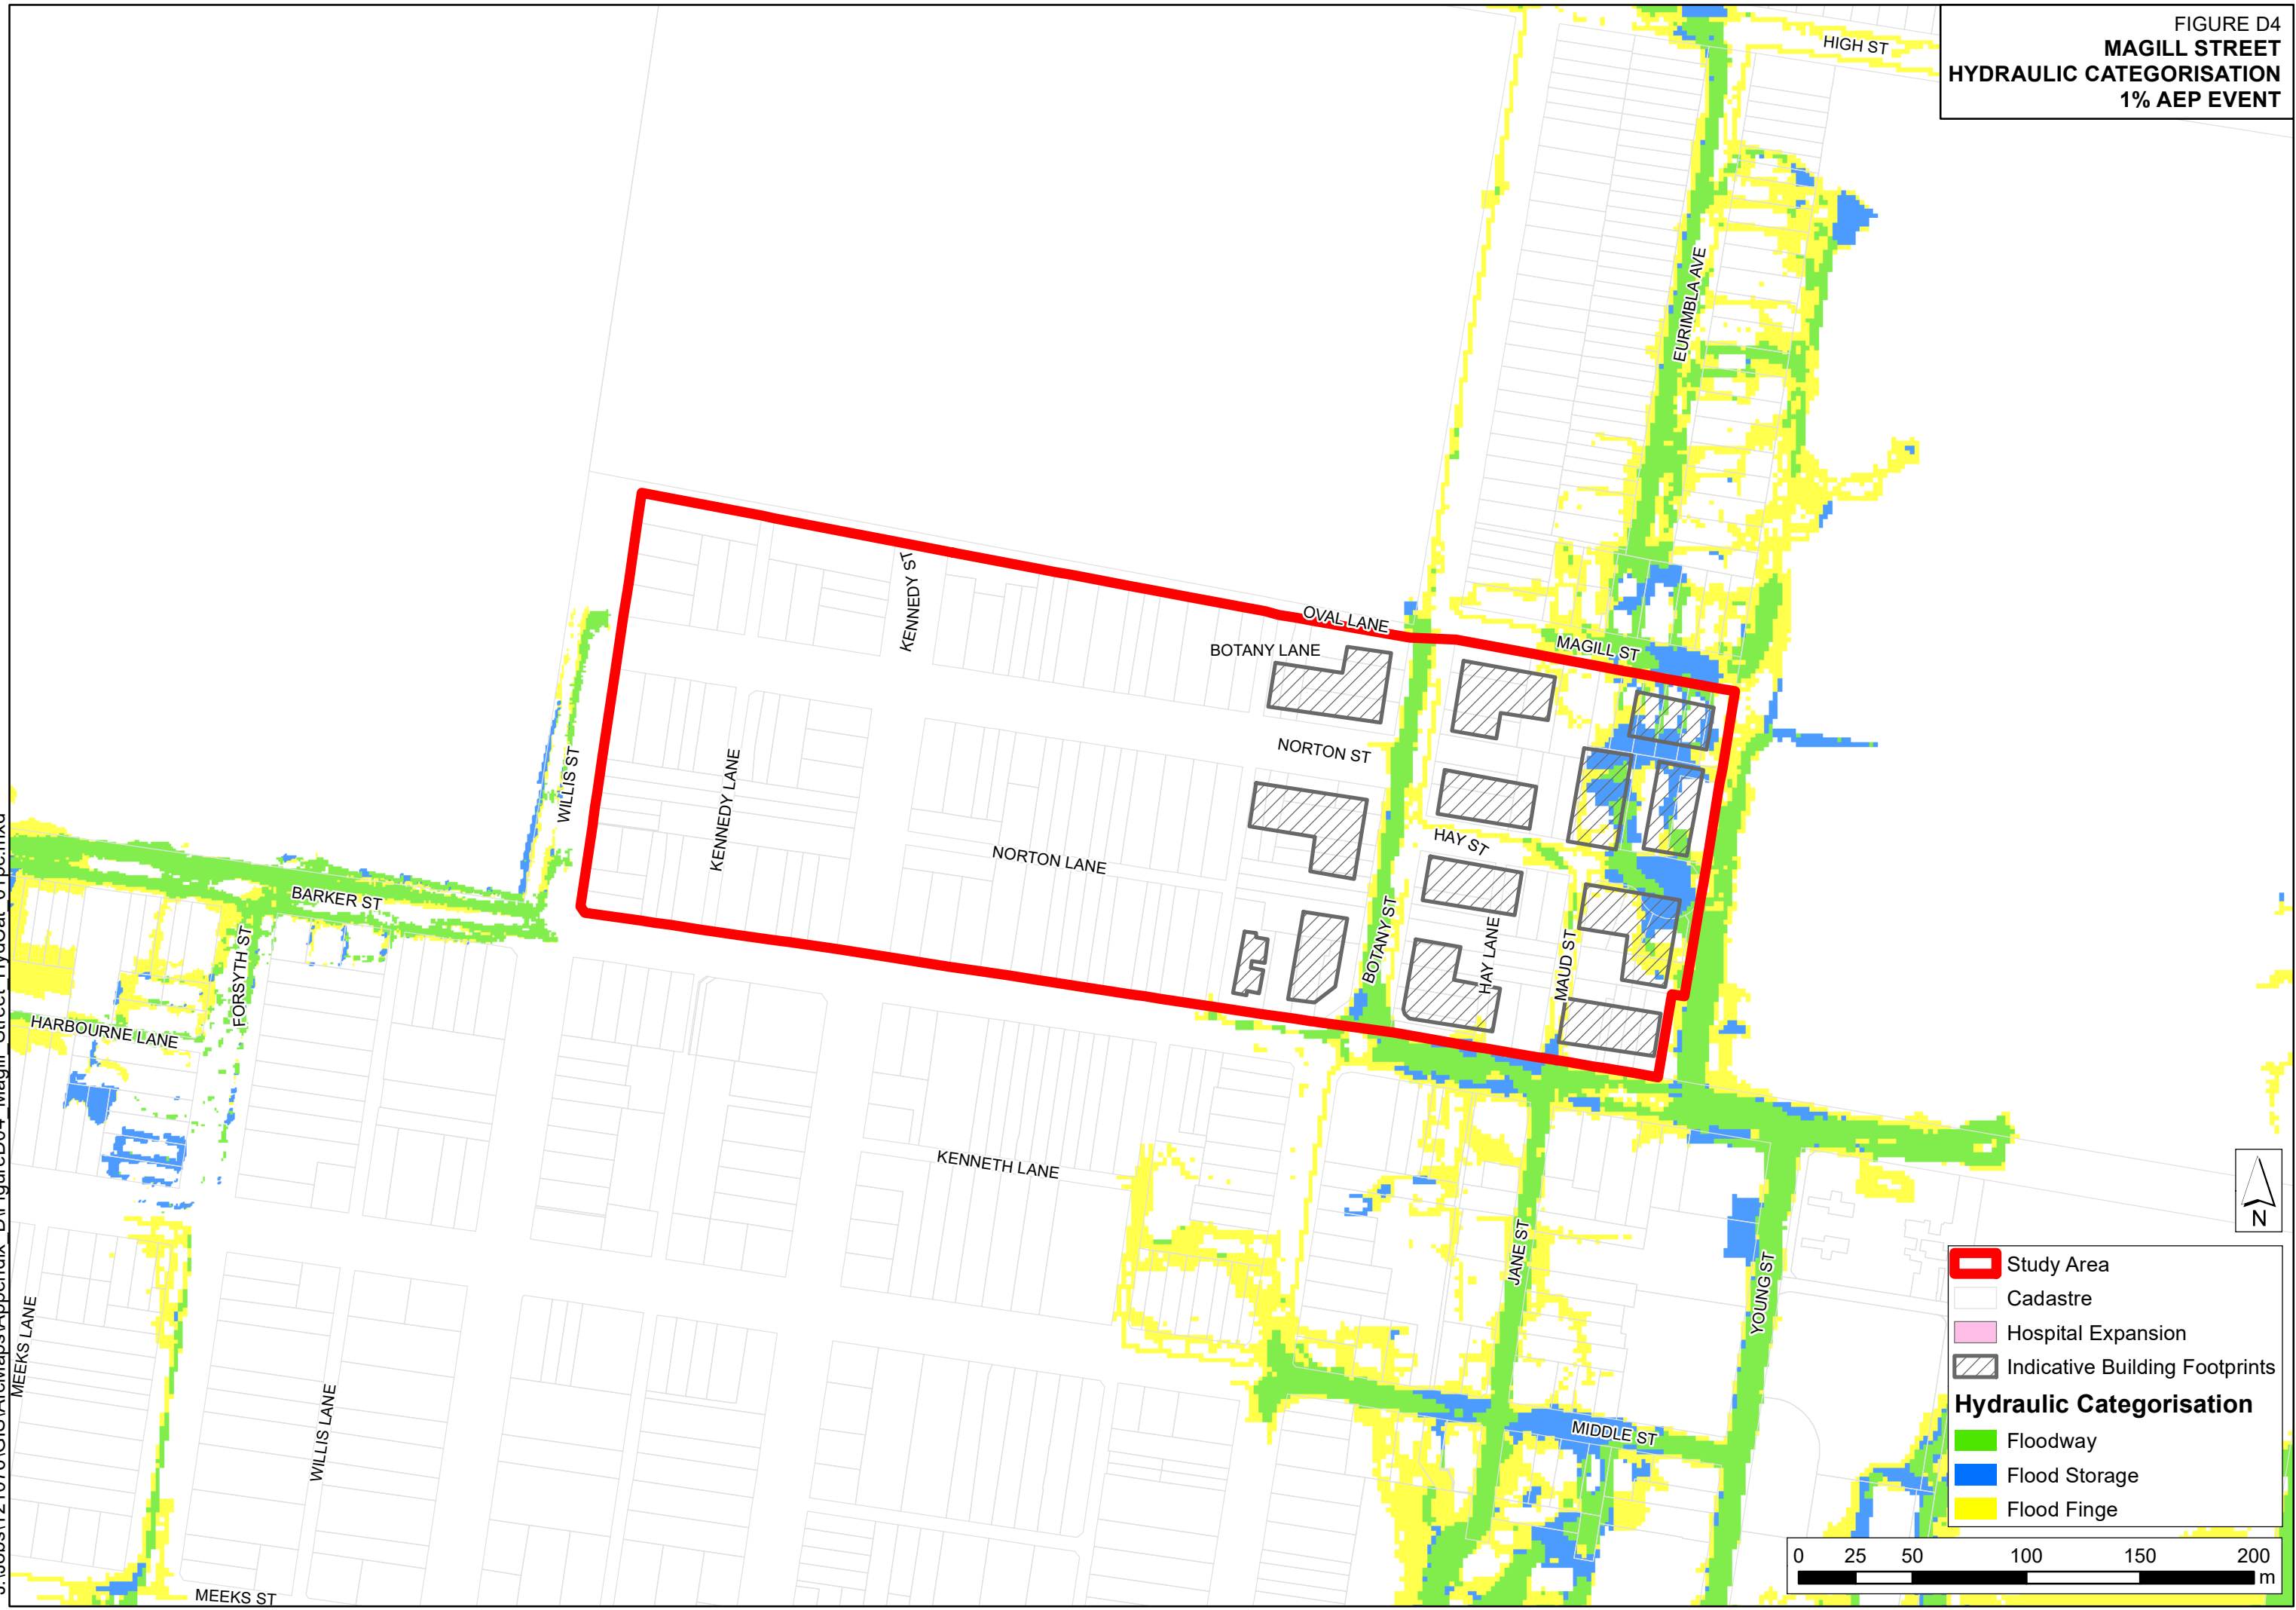 FIGURE D4
MAGILL STREET
HYDRAULIC CATEGORISATION
1% AEP EVENT
HIGH ST
EURIMBLA AVE
KENNEDY ST
OVAL LANE
BOTANY LANE
MAGILL ST
WILLIS ST
NORTON ST
KENNEDY LANE
HAY ST
NORTON LANE
BARKER ST
BOTANY ST
HAY LANE
MAUD ST
FORSYTH ST
HARBOURNE LANE
KENNETH LANE
JANE ST
YOUNG ST
MEEKS LANE
WILLIS LANE
MIDDLE ST
MEEKS ST
N
Study Area
Cadastre
Hospital Expansion
Indicative Building Footprints
Hydraulic Categorisation
Floodway
Flood Storage
Flood Finge
0 25 50 100 150 200
m